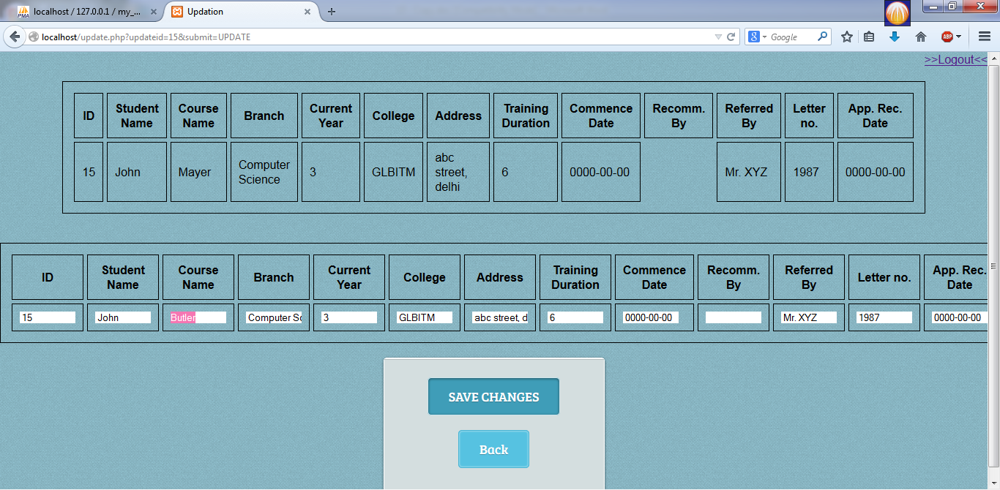 localhost / 127.0.0.1 / my_...
Updation
localhost/update.php?updateid=15&submit=UPDATE
Google
ABP
>>Logout<<
ID Student Name Course Name Branch Current Year College Address Training Duration Commence Date Recomm. By Referred By Letter no. App. Rec. Date
15 John Mayer Computer Science 3 GLBITM abc street, delhi 6 0000-00-00 Mr. XYZ 1987 0000-00-00
ID Student Name Course Name Branch Current Year College Address Training Duration Commence Date Recomm. By Referred By Letter no. App. Rec. Date
15 John Butler Computer Sc 3 GLBITM abc street, d 6 0000-00-00 Mr. XYZ 1987 0000-00-00
SAVE CHANGES
Back